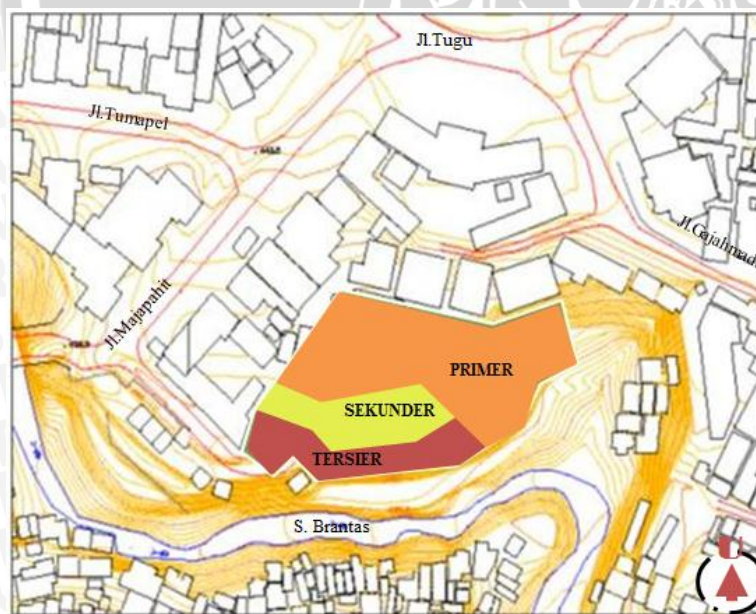 Jl.Tugu
Jl.Tumapel
Jl.Gajahmad
Jl.Majapahit
PRIMER
SEKUNDER
TERSIER
S. Brantas
U